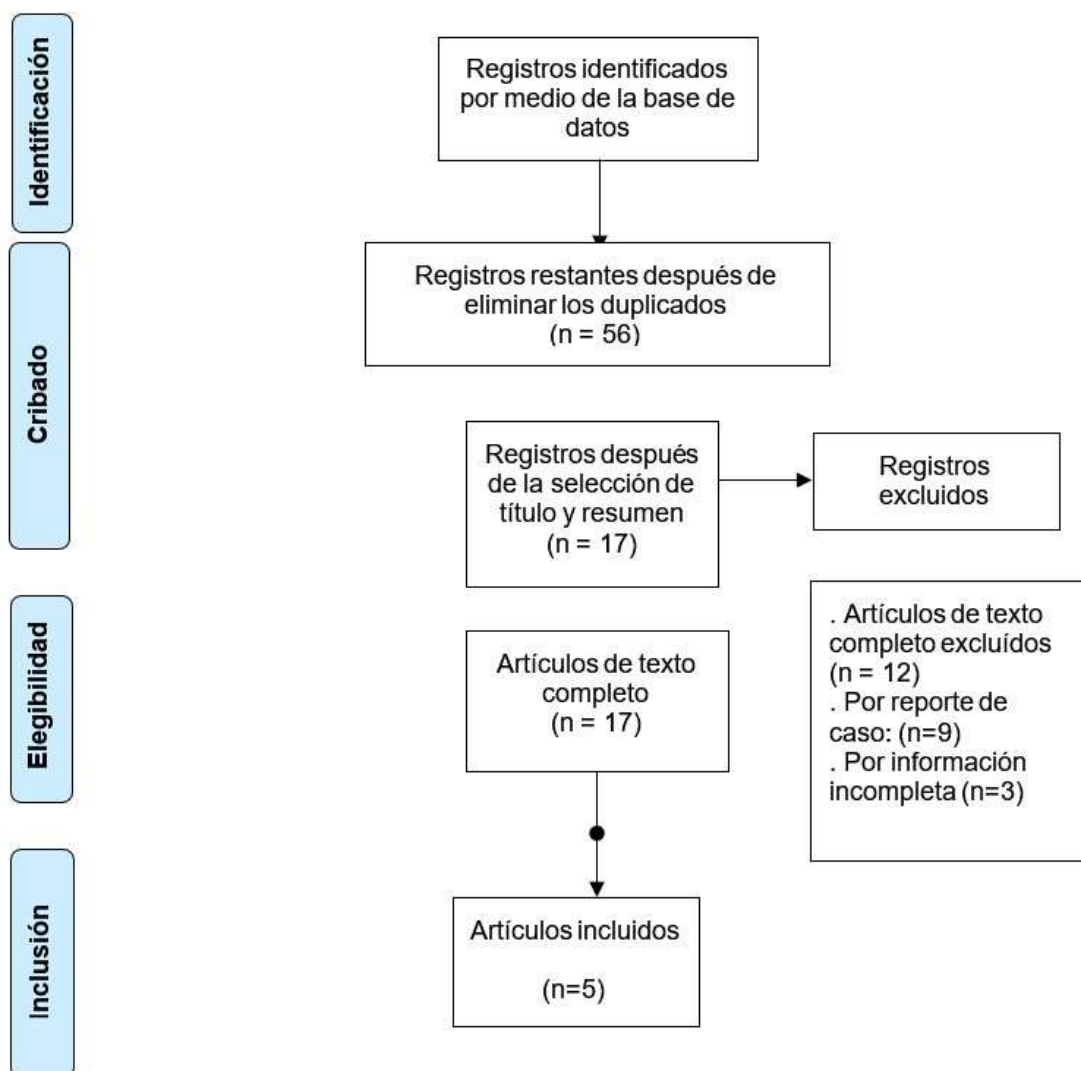 Identificación
Registros identificados
por medio de la base de
datos
Cribado
Registros restantes después de
eliminar los duplicados
(n = 56)
Registros después
de la selección de
título y resumen
(n = 17)
Registros
excluidos
Elegibilidad
Artículos de texto
completo
(n = 17)
. Artículos de texto
completo excluídos
(n = 12)
. Por reporte de
caso: (n=9)
. Por información
incompleta (n=3)
Inclusión
Artículos incluidos
(n=5)